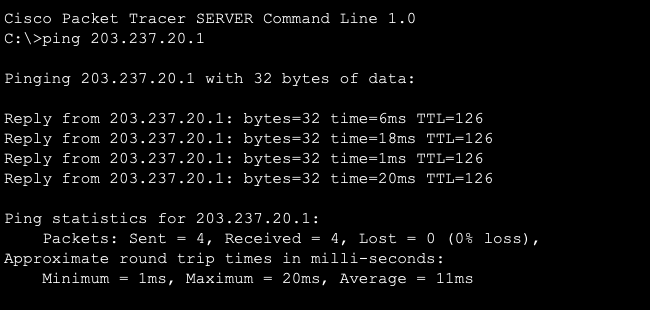 Cisco Packet Tracer SERVER Command Line 1.0
C:\>ping 203.237.20.1
Pinging 203.237.20.1 with 32 bytes of data:
Reply from 203.237.20.1: bytes=32 time=6ms TTL=126
Reply from 203.237.20.1: bytes=32 time=18ms TTL=126
Reply from 203.237.20.1: bytes=32 time=1ms TTL=126
Reply from 203.237.20.1: bytes=32 time=20ms TTL=126
Ping statistics for 203.237.20.1:
Packets: Sent = 4, Received = 4, Lost = 0 (0% loss),
Approximate round trip times in milli-seconds:
Minimum = 1ms, Maximum = 20ms, Average = 11ms